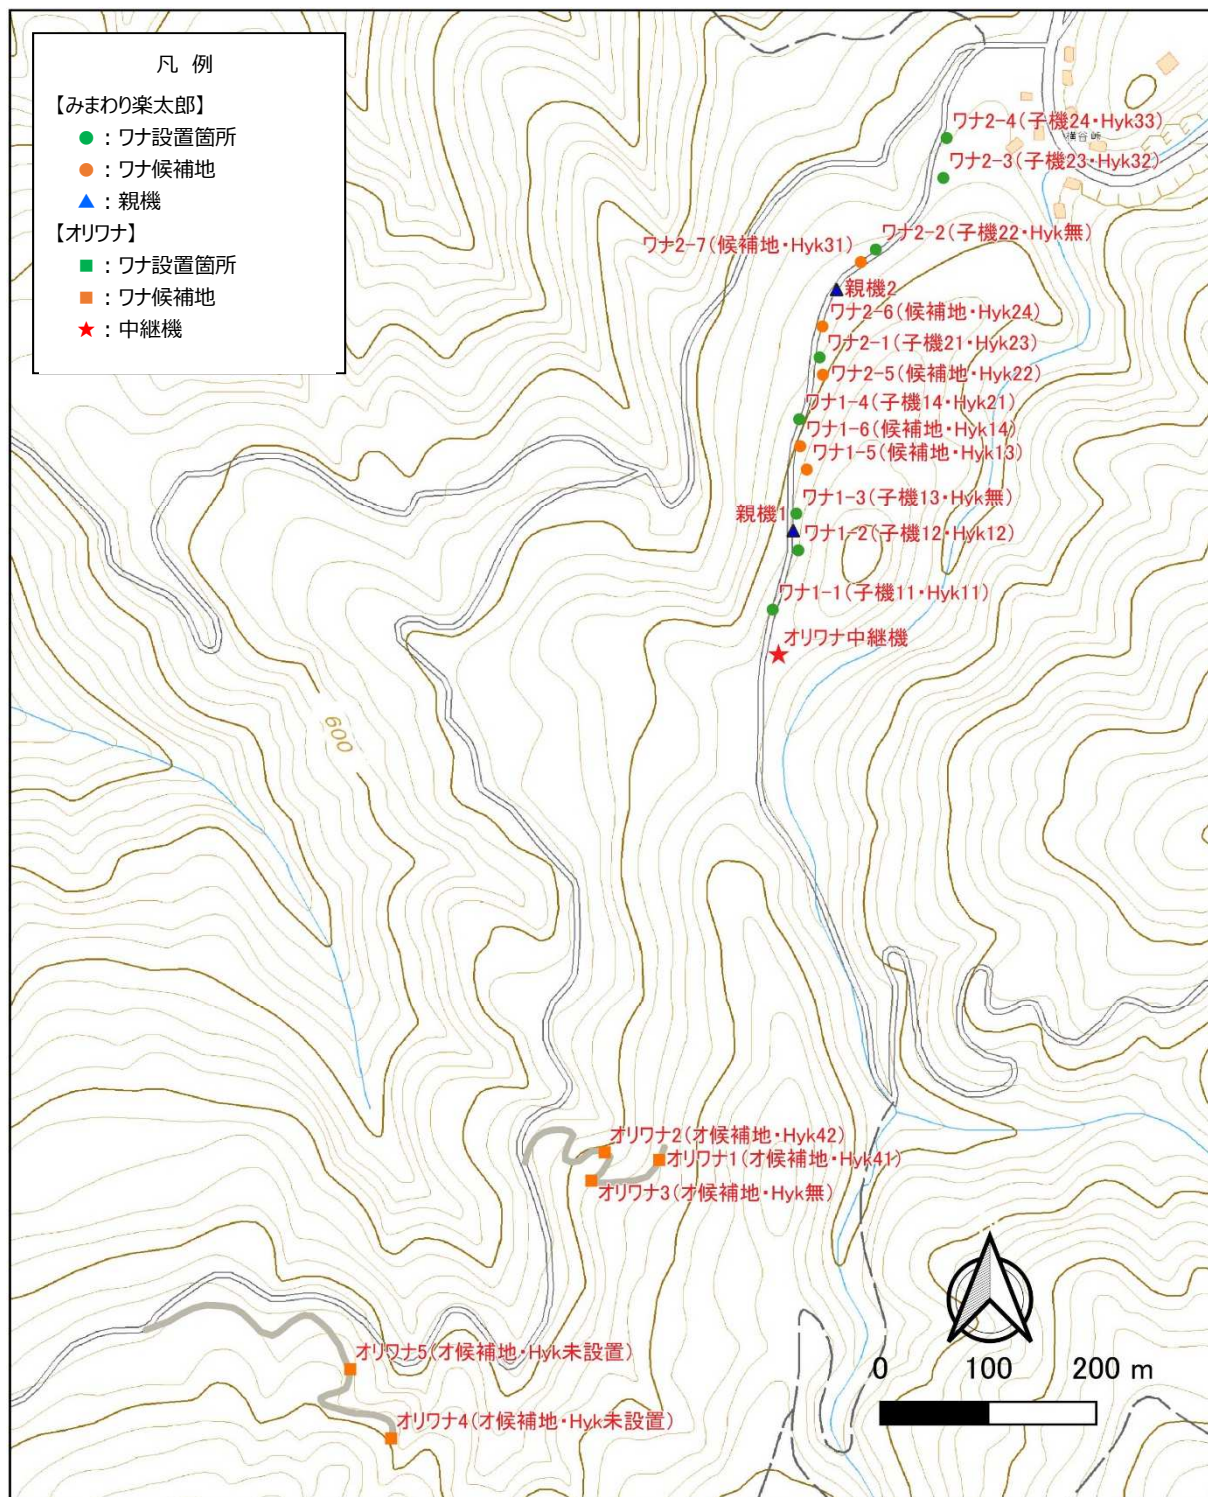 凡 例
【みまわり楽太郎】
●:ワナ設置箇所
●:ワナ候補地
▲:親機
【オリワナ】
■:ワナ設置箇所
■:ワナ候補地
★:中継機
ワナ2-4(子機24・Hyk33)
横谷峠
ワナ2-3(子機23・Hyk32)
ワナ2-2(子機22・Hyk無)
ワナ2-7(候補地・Hyk31)
親機2
ワナ2-6(候補地・Hyk24)
ワナ2-1(子機21・Hyk23)
ワナ2-5(候補地・Hyk22)
ワナ1-4(子機14・Hyk21)
ワナ1-6(候補地・Hyk14)
ワナ1-5(候補地・Hyk13)
ワナ1-3(子機13・Hyk無)
親機1
ワナ1-2(子機12・Hyk12)
ワナ1-1(子機11・Hyk11)
オリワナ中継機
600
オリワナ2(オ候補地・Hyk42)
オリワナ1(オ候補地・Hyk41)
オリワナ3(オ候補地・Hyk無)
オリワナ5(オ候補地・Hyk未設置)
オリワナ4(オ候補地・Hyk未設置)
0 100 200 m